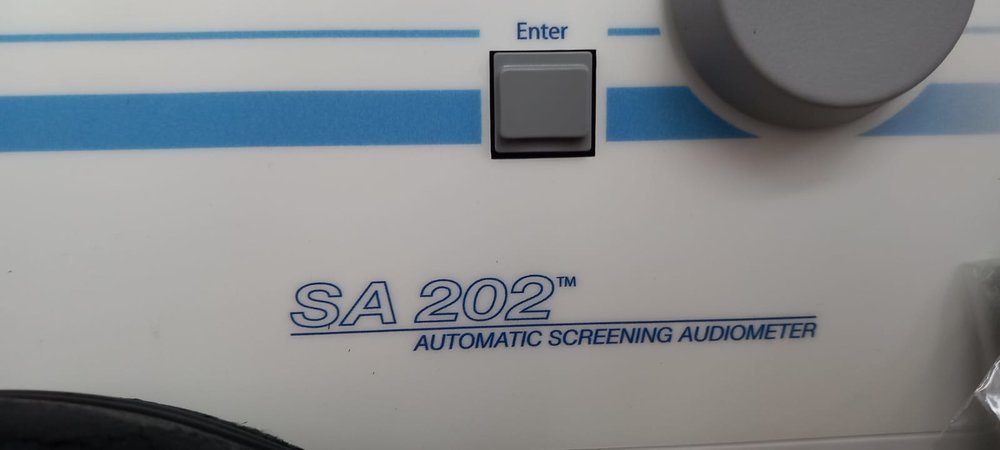 Enter
SA 202™
AUTOMATIC SCREENING AUDIOMETER